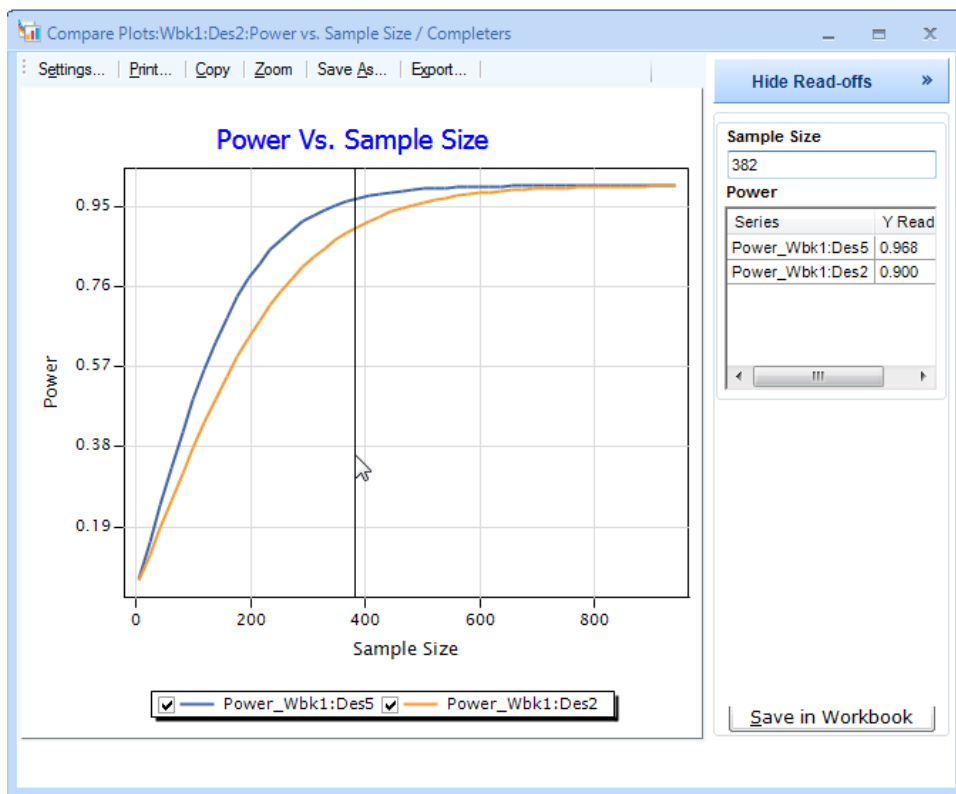 Compare Plots:Wbk1:Des2:Power vs. Sample Size / Completers
Settings... Print... Copy Zoom Save As... Export...
Hide Read-offs »
Power Vs. Sample Size
Sample Size
382
Power
Series Y Read
Power_Wbk1:Des5 0.968
Power_Wbk1:Des2 0.900
0.95
0.76
0.57
0.38
0.19
Power
0 200 400 600 800
Sample Size
Power_Wbk1:Des5 Power_Wbk1:Des2
Save in Workbook